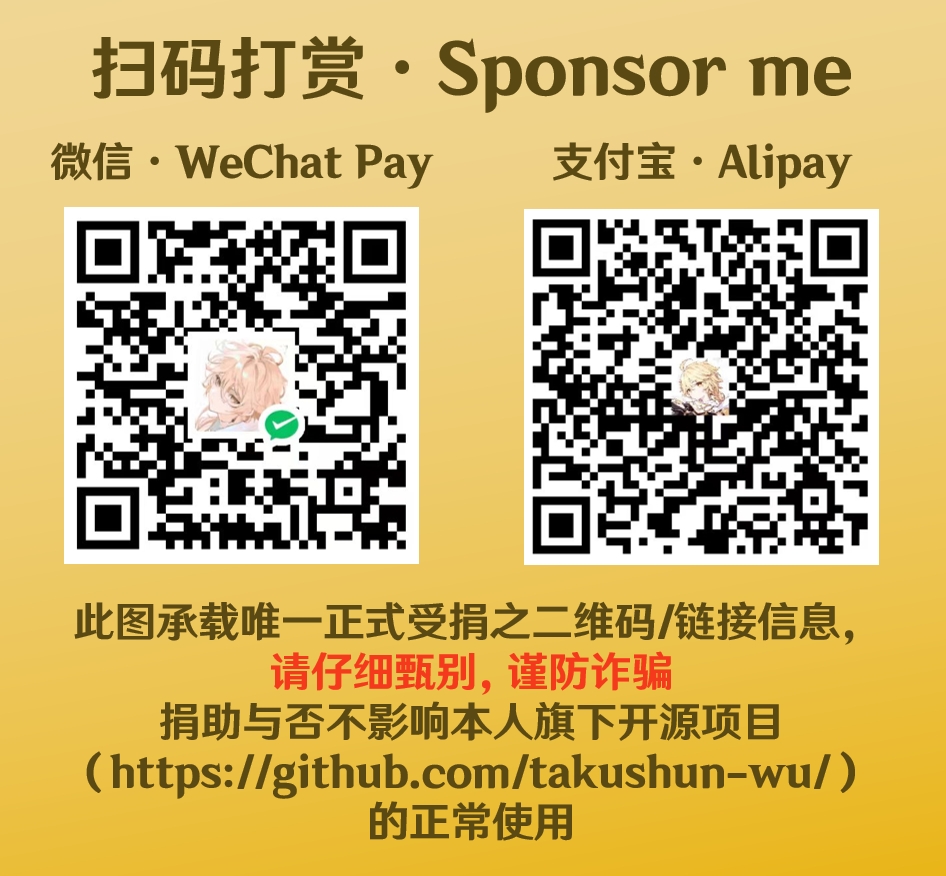 扫码打赏 · Sponsor me
微信 · WeChat Pay
支付宝 · Alipay
此图承载唯一正式受捐之二维码/链接信息，
请仔细甄别，谨防诈骗
捐助与否不影响本人旗下开源项目
（https://github.com/takushun-wu/）
的正常使用